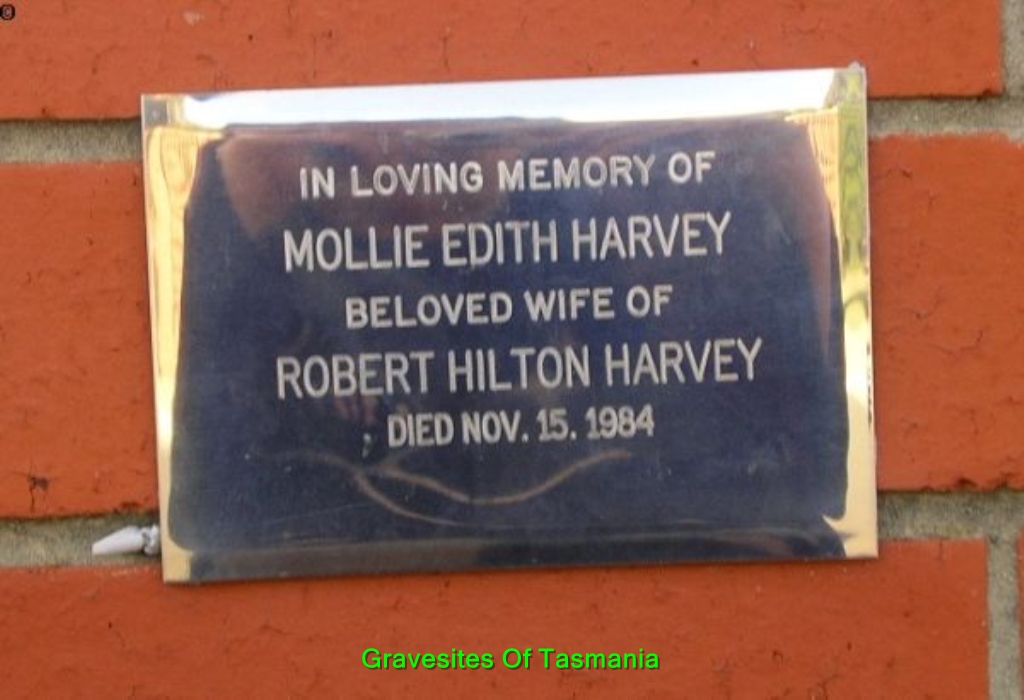 IN LOVING MEMORY OF
MOLLIE EDITH HARVEY
BELOVED WIFE OF
ROBERT HILTON HARVEY
DIED NOV. 15. 1984
Gravesites Of Tasmania